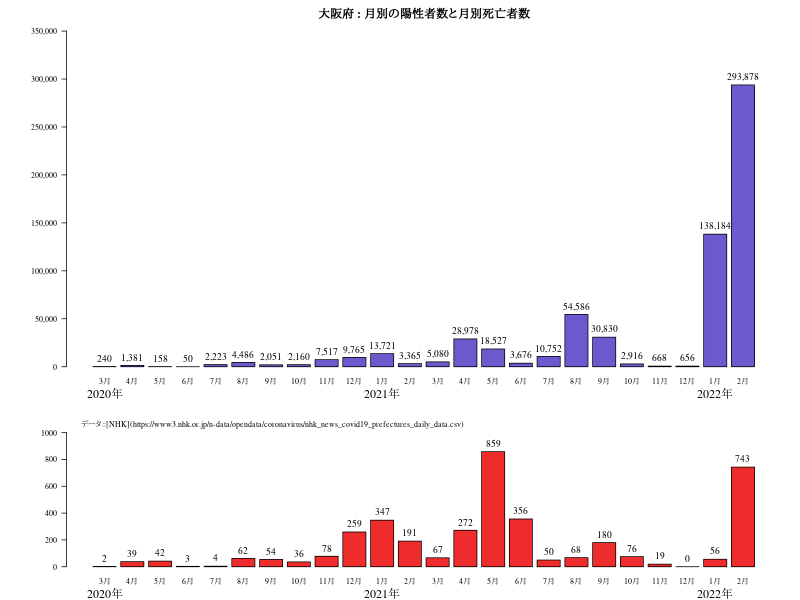 大阪府 : 月別の陽性者数と月別死亡者数
350,000
300,000
250,000
200,000
150,000
100,000
50,000
0
240 1,381 158 50 2,223 4,486 2,051 2,160 7,517 9,765 13,721 3,365 5,080 28,978 18,527 3,676 10,752 54,586 30,830 2,916 668 656 138,184 293,878
3月 4月 5月 6月 7月 8月 9月 10月 11月 12月 1月 2月 3月 4月 5月 6月 7月 8月 9月 10月 11月 12月 1月 2月
2020年 2021年 2022年
データ : [NHK](https://www3.nhk.or.jp/n-data/opendata/coronavirus/nhk_news_covid19_prefectures_daily_data.csv)
1000
800
600
400
200
0
2 39 42 3 4 62 54 36 78 259 347 191 67 272 859 356 50 68 180 76 19 0 56 743
3月 4月 5月 6月 7月 8月 9月 10月 11月 12月 1月 2月 3月 4月 5月 6月 7月 8月 9月 10月 11月 12月 1月 2月
2020年 2021年 2022年